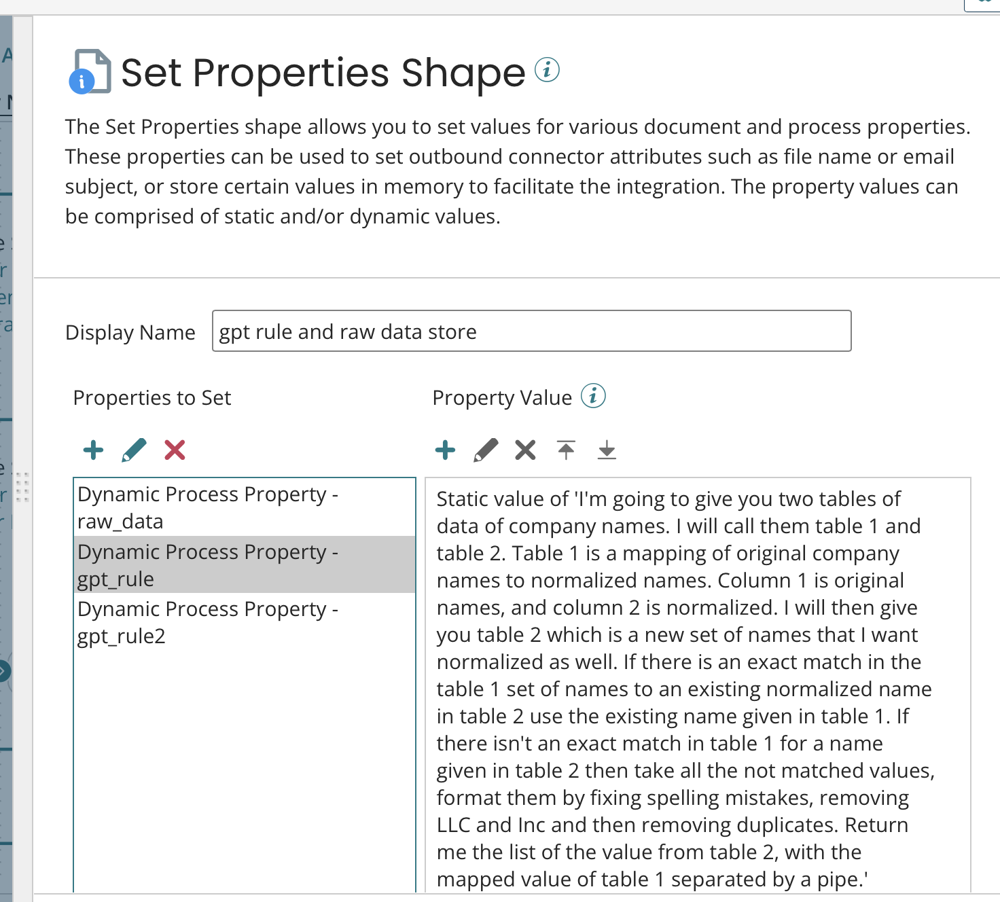 Set Properties Shape
The Set Properties shape allows you to set values for various document and process properties.
These properties can be used to set outbound connector attributes such as file name or email
subject, or store certain values in memory to facilitate the integration. The property values can
be comprised of static and/or dynamic values.
Display Name
gpt rule and raw data store
Properties to Set
Property Value
Dynamic Process Property -
raw_data
Dynamic Process Property -
gpt_rule
Dynamic Process Property -
gpt_rule2
Static value of 'I'm going to give you two tables of
data of company names. I will call them table 1 and
table 2. Table 1 is a mapping of original company
names to normalized names. Column 1 is original
names, and column 2 is normalized. I will then give
you table 2 which is a new set of names that I want
normalized as well. If there is an exact match in the
table 1 set of names to an existing normalized name
in table 2 use the existing name given in table 1. If
there isn't an exact match in table 1 for a name
given in table 2 then take all the not matched values,
format them by fixing spelling mistakes, removing
LLC and Inc and then removing duplicates. Return
me the list of the value from table 2, with the
mapped value of table 1 separated by a pipe.'